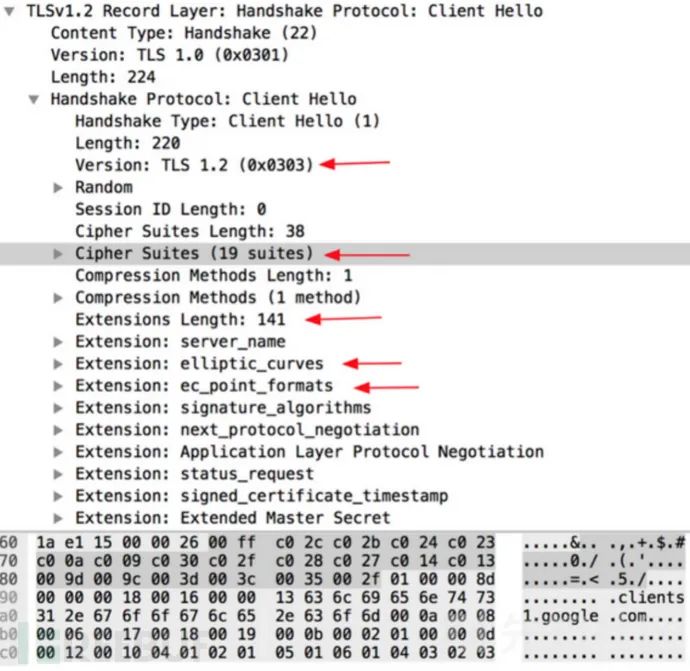 TLSv1.2 Record Layer: Handshake Protocol: Client Hello
Content Type: Handshake (22)
Version: TLS 1.0 (0x0301)
Length: 224
Handshake Protocol: Client Hello
Handshake Type: Client Hello (1)
Length: 220
Version: TLS 1.2 (0x0303)
Random
Session ID Length: 0
Cipher Suites Length: 38
Cipher Suites (19 suites)
Compression Methods Length: 1
Compression Methods (1 method)
Extensions Length: 141
Extension: server_name
Extension: elliptic_curves
Extension: ec_point_formats
Extension: signature_algorithms
Extension: next_protocol_negotiation
Extension: Application Layer Protocol Negotiation
Extension: status_request
Extension: signed_certificate_timestamp
Extension: Extended Master Secret
60 1a e1 15 00 00 26 00 ff c0 2c c0 2b c0 24 c0 23 .....&.. .,.+.$.#
70 c0 0a c0 09 c0 30 c0 2f c0 28 c0 27 c0 14 c0 13 .....0./ .(.'....
80 00 9d 00 9c 00 3d 00 3c 00 35 00 2f 01 00 00 8d .....=.< .5./....
90 00 00 00 18 00 16 00 00 13 63 6c 69 65 6e 74 73 ........ .clients
a0 31 2e 67 6f 6f 67 6c 65 2e 63 6f 6d 00 0a 00 08 1.google .com....
b0 00 06 00 17 00 18 00 19 00 0b 00 02 01 00 00 0d ........ ........
c0 00 12 00 10 04 01 02 01 05 01 06 01 04 03 02 03 ........ ........